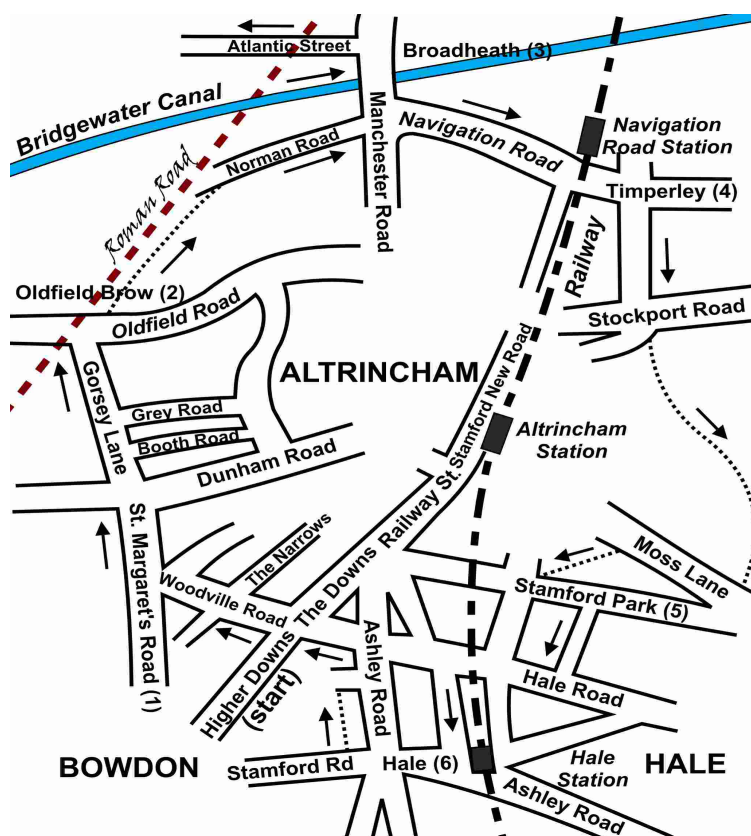 Atlantic Street
Broadheath (3)
Bridgewater Canal
Manchester Road
Navigation Road
Navigation
Road Station
Norman Road
Roman Road
Timperley (4)
Railway
Oldfield Brow (2)
Oldfield Road
Stockport Road
ALTRINCHAM
Stamford New Road
Gorsey Lane
Grey Road
Booth Road
Dunham Road
Altrincham
Station
Railway St.
St. Margaret's Road (1)
The Narrows
The Downs
Woodville Road
Moss Lane
Stamford Park (5)
Higher Downs
(start)
Ashley Road
Hale Road
BOWDON
Stamford Rd
Hale (6)
Hale
Station
HALE
Ashley Road